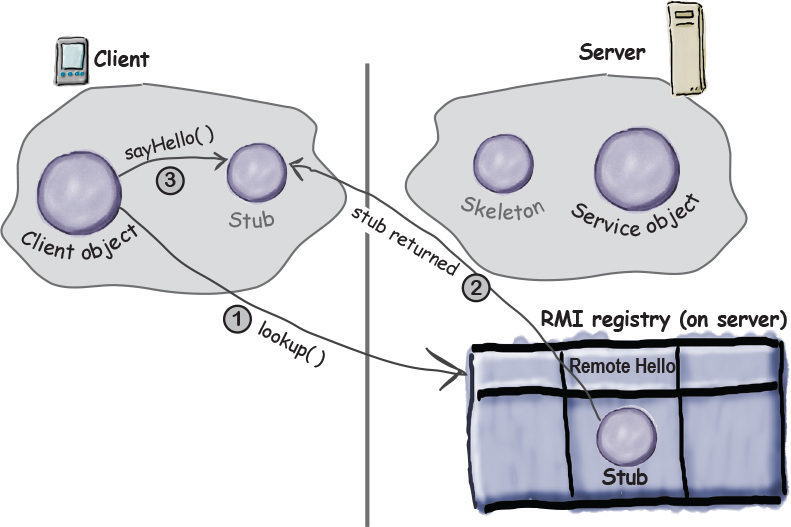 Client
Server
sayHello()
3
Stub
Client object
Skeleton
Service object
stub returned
2
1
lookup()
RMI registry (on server)
Remote Hello
Stub